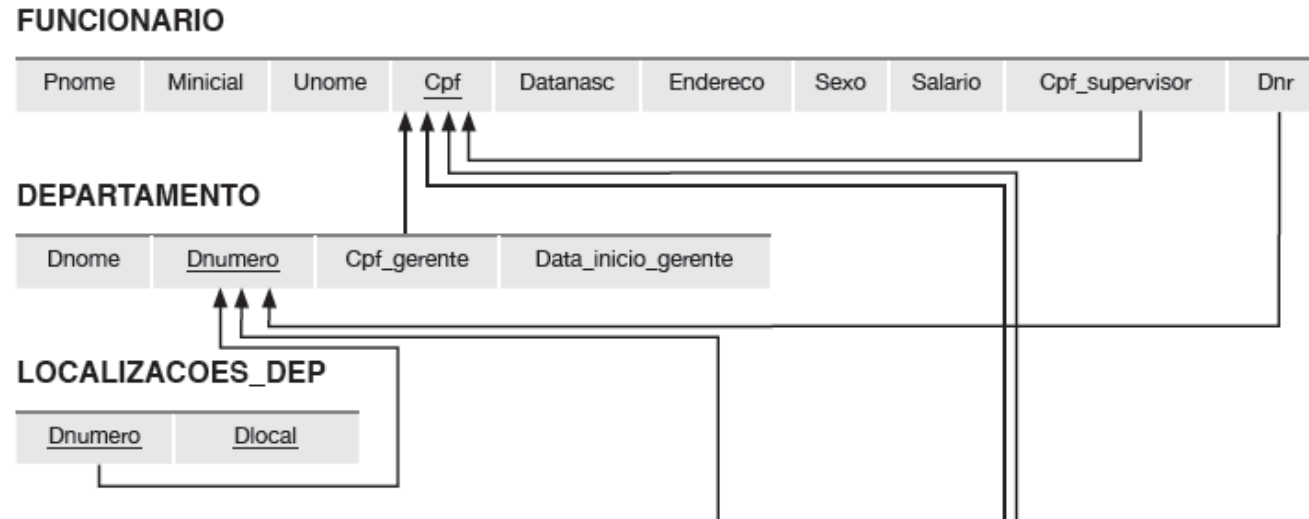 FUNCIONARIO
Pnome Minicial Unome Cpf Datanasc Endereco Sexo Salario Cpf_supervisor Dnr
DEPARTAMENTO
Dnome Dnumero Cpf_gerente Data_inicio_gerente
LOCALIZACOES_DEP
Dnumero Dlocal